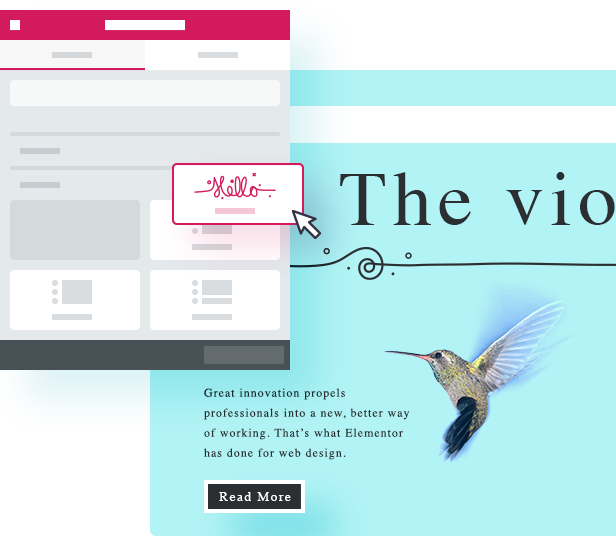 Hello
The vio
Great innovation propels
professionals into a new, better way
of working. That's what Elementor
has done for web design.
Read More